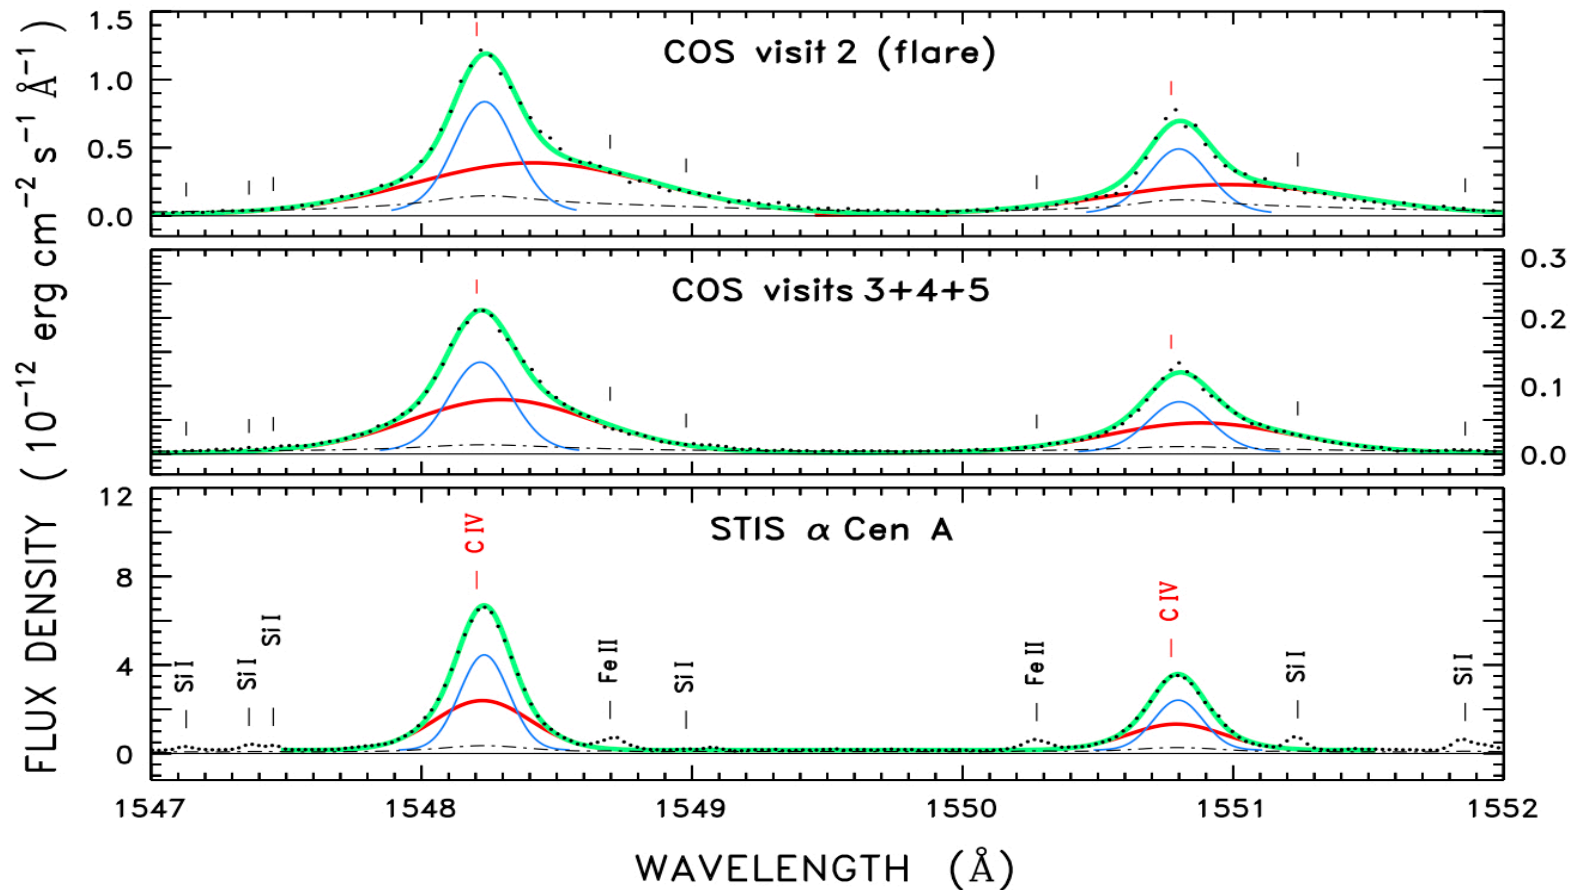 FLUX DENSITY (10⁻¹² erg cm⁻² s⁻¹ Å⁻¹)
1.5
1.0
0.5
0.0
COS visit 2 (flare)
COS visits 3+4+5
0.3
0.2
0.1
0.0
STIS α Cen A
12
8
4
0
Si I
Si I
Si I
C IV
Fe II
Si I
Fe II
C IV
Si I
Si I
1547 1548 1549 1550 1551 1552
WAVELENGTH (Å)